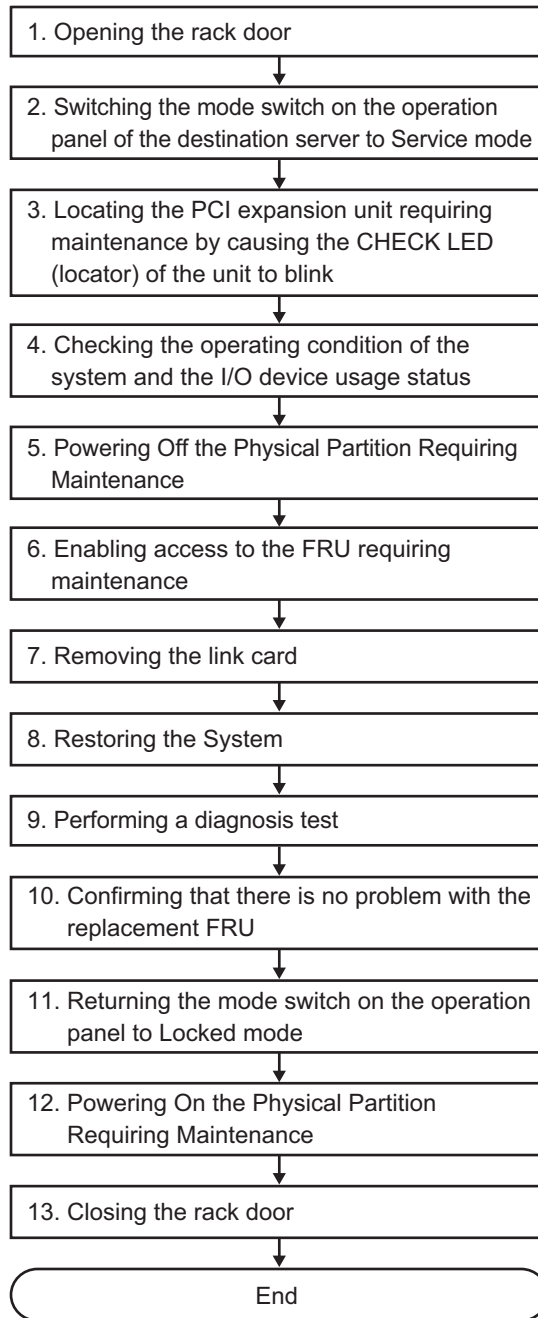 1. Opening the rack door
2. Switching the mode switch on the operation
panel of the destination server to Service mode
3. Locating the PCI expansion unit requiring
maintenance by causing the CHECK LED
(locator) of the unit to blink
4. Checking the operating condition of the
system and the I/O device usage status
5. Powering Off the Physical Partition Requiring
Maintenance
6. Enabling access to the FRU requiring
maintenance
7. Removing the link card
8. Restoring the System
9. Performing a diagnosis test
10. Confirming that there is no problem with the
replacement FRU
11. Returning the mode switch on the operation
panel to Locked mode
12. Powering On the Physical Partition
Requiring Maintenance
13. Closing the rack door
End